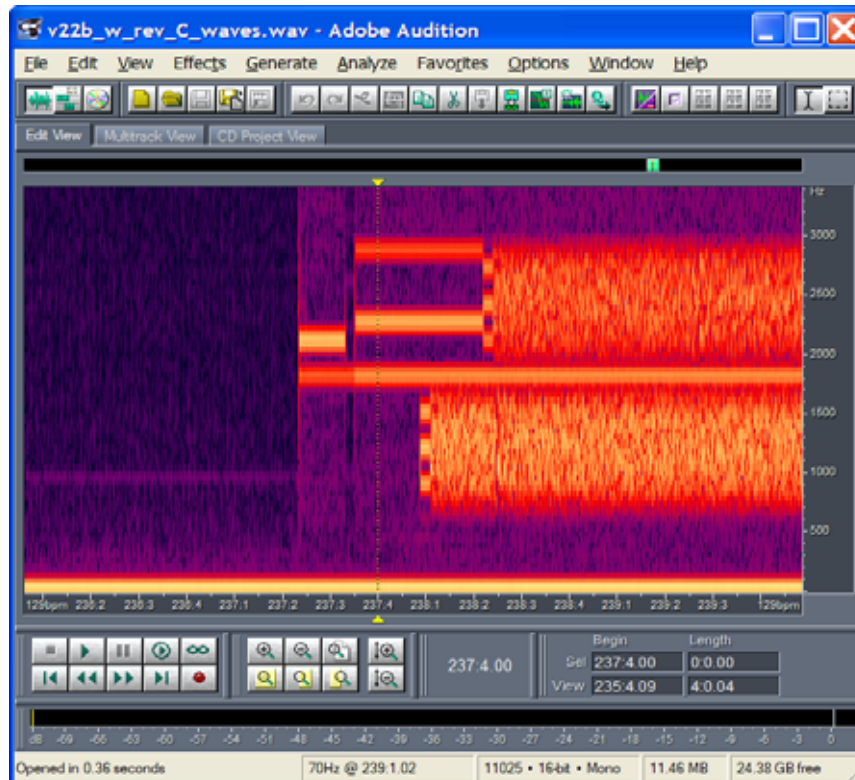 v22b_w_rev_C_waves.wav - Adobe Audition
File Edit View Effects Generate Analyze Favorites Options Window Help
Edit View Multitrack View CD Project View
Hz
3000
2500
2000
1500
1000
500
129bpm 236:2 236:3 236:4 237:1 237:2 237:3 237:4 238:1 238:2 238:3 238:4 239:1 239:2 239:3 129bpm
Begin Length
237:4.00 Sel 237:4.00 0:0.00
View 235:4.09 4:0.04
dB -69 -66 -63 -60 -57 -54 -51 -48 -45 -42 -39 -36 -33 -30 -27 -24 -21 -18 -15 -12 -9 -6 -3 0
Opened in 0.36 seconds 70Hz @ 239:1.02 11025 • 16-bit • Mono 11.46 MB 24.38 GB free